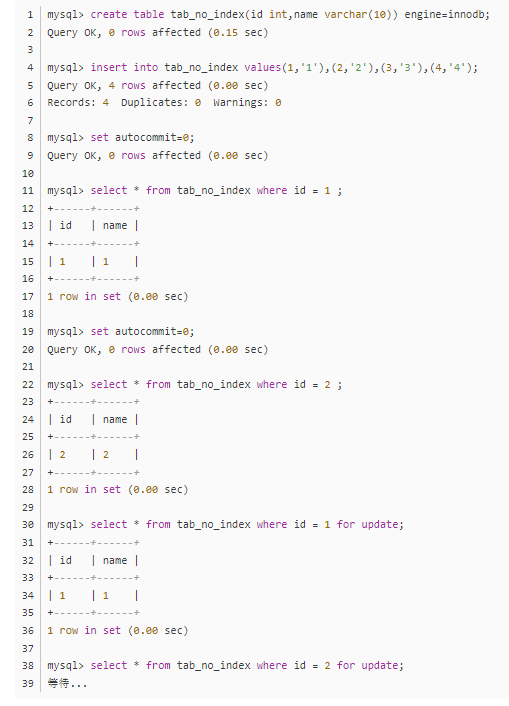 1 mysql> create table tab_no_index(id int,name varchar(10)) engine=innodb;
2 Query OK, 0 rows affected (0.15 sec)
3
4 mysql> insert into tab_no_index values(1,'1'),(2,'2'),(3,'3'),(4,'4');
5 Query OK, 4 rows affected (0.00 sec)
6 Records: 4  Duplicates: 0  Warnings: 0
7
8 mysql> set autocommit=0;
9 Query OK, 0 rows affected (0.00 sec)
10
11 mysql> select * from tab_no_index where id = 1 ;
12 +------+------+
13 | id   | name |
14 +------+------+
15 | 1    | 1    |
16 +------+------+
17 1 row in set (0.00 sec)
18
19 mysql> set autocommit=0;
20 Query OK, 0 rows affected (0.00 sec)
21
22 mysql> select * from tab_no_index where id = 2 ;
23 +------+------+
24 | id   | name |
25 +------+------+
26 | 2    | 2    |
27 +------+------+
28 1 row in set (0.00 sec)
29
30 mysql> select * from tab_no_index where id = 1 for update;
31 +------+------+
32 | id   | name |
33 +------+------+
34 | 1    | 1    |
35 +------+------+
36 1 row in set (0.00 sec)
37
38 mysql> select * from tab_no_index where id = 2 for update;
39 等待...